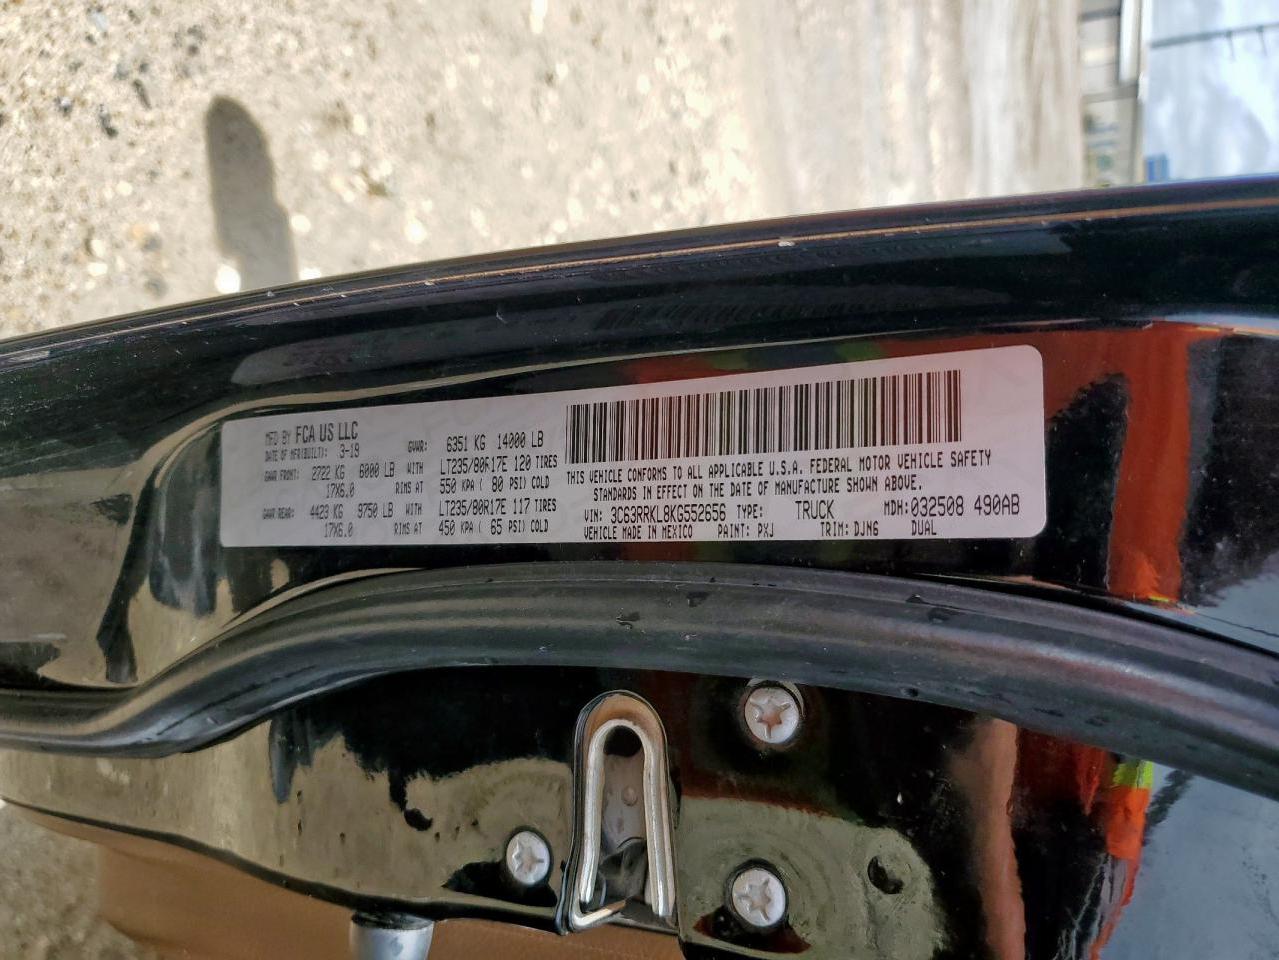 MFD BY FCA US LLC
DATE OF MFR(BUILT): 3-19 GVWR: 6351 KG 14000 LB
GAWR FRONT: 2722 KG 6000 LB WITH LT235/80R17E 120 TIRES
17X6.0 RIMS AT 550 KPA ( 80 PSI) COLD
GAWR REAR: 4423 KG 9750 LB WITH LT235/80R17E 117 TIRES
17X6.0 RIMS AT 450 KPA ( 65 PSI) COLD
THIS VEHICLE CONFORMS TO ALL APPLICABLE U.S.A. FEDERAL MOTOR VEHICLE SAFETY
STANDARDS IN EFFECT ON THE DATE OF MANUFACTURE SHOWN ABOVE.
VIN: 3C63RRKL8KG552656 TYPE: TRUCK MDH:032508 490AB
VEHICLE MADE IN MEXICO PAINT: PXJ TRIM: DJH6 DUAL